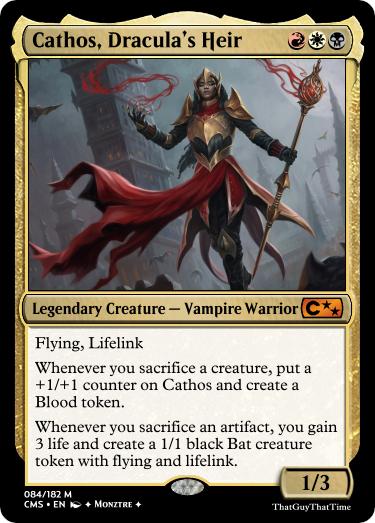 Cathos, Dracula's Heir
Legendary Creature — Vampire Warrior
C
Flying, Lifelink
Whenever you sacrifice a creature, put a
+1/+1 counter on Cathos and create a
Blood token.
Whenever you sacrifice an artifact, you gain
3 life and create a 1/1 black Bat creature
token with flying and lifelink.
1/3
084/182 M
CMS • EN Monztre
ThatGuyThatTime